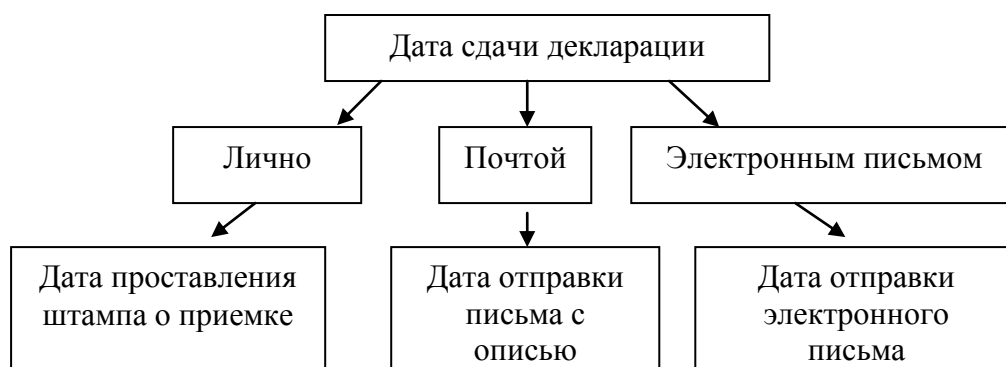 Дата сдачи декларации
Лично
Почтой
Электронным письмом
Дата проставления
штампа о приемке
Дата отправки
письма с
описью
Дата отправки
электронного
письма